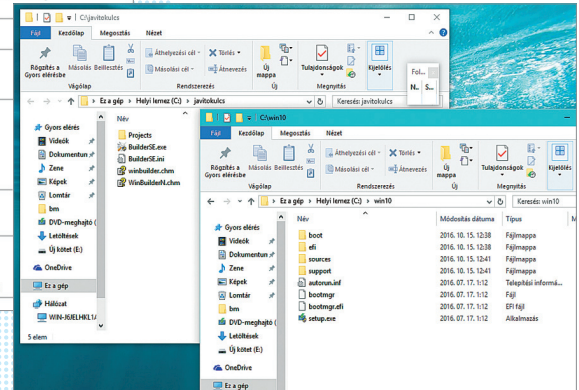 C:\javitokulcs
Fájl Kezdőlap Megosztás Nézet
Rögzítés a Gyors elérésbe
Másolás Beillesztés
Áthelyezési cél
Másolási cél
Törlés
Átnevezés
Új mappa
Tulajdonságok
Kijelölés
Vágólap Rendszerezés Új Megnyitás
Fol...
N.. S...
Ez a gép > Helyi lemez (C:) > javitokulcs
Keresés: javitokulcs
Név
Gyors elérés
Videók
Dokumentun
Zene
Képek
Lomtár
bm
DVD-meghajtó (
Letöltések
Új kötet (E:)
OneDrive
Ez a gép
Hálózat
WIN-J6JELHKL1A
5 elem
Projects
BuilderSE.exe
BuilderSE.ini
winbuilder.chm
WinBuilderN.chm
C:\win10
Fájl Kezdőlap Megosztás Nézet
Rögzítés a Gyors elérésbe
Másolás Beillesztés
Áthelyezési cél
Másolási cél
Törlés
Átnevezés
Új mappa
Tulajdonságok
Kijelölés
Vágólap Rendszerezés Új Megnyitás
Ez a gép > Helyi lemez (C:) > win10
Keresés: win10
Név Módosítás dátuma Típus M
Gyors elérés
Videók
Dokumentun
Zene
Képek
Lomtár
bm
DVD-meghajtó (
Letöltések
Új kötet (E:)
OneDrive
Ez a gép
boot 2016. 10. 15. 12:38 Fájlmappa
efi 2016. 10. 15. 12:38 Fájlmappa
sources 2016. 10. 15. 12:41 Fájlmappa
support 2016. 10. 15. 12:41 Fájlmappa
autorun.inf 2016. 07. 17. 1:12 Telepítési informá...
bootmgr 2016. 07. 17. 1:12 Fájl
bootmgr.efi 2016. 07. 17. 1:12 EFI fájl
setup.exe 2016. 07. 17. 1:12 Alkalmazás